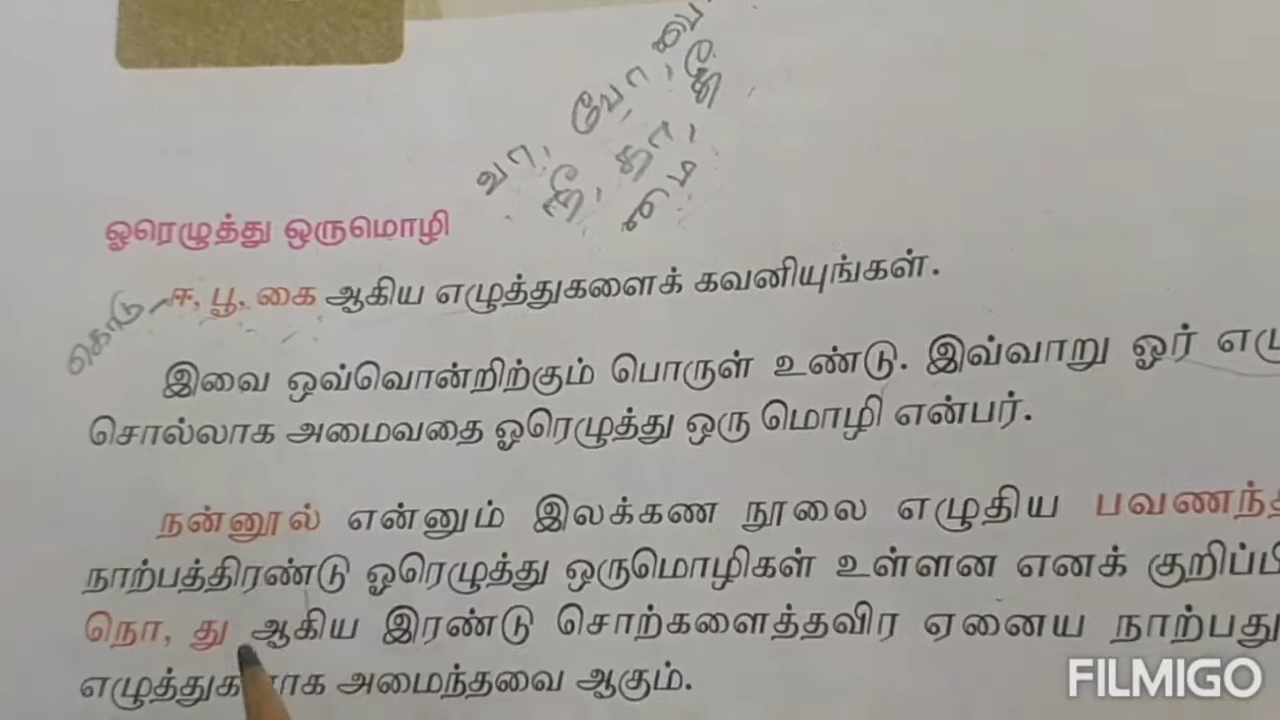 வா, போ, வை
நீ, தா, தீ
ஓரெழுத்து ஒருமொழி
கொடு ஈ, பூ, கை ஆகிய எழுத்துகளைக் கவனியுங்கள்.
இவை ஒவ்வொன்றிற்கும் பொருள் உண்டு. இவ்வாறு ஓர் எழு
சொல்லாக அமைவதை ஓரெழுத்து ஒரு மொழி என்பர்.
நன்னூல் என்னும் இலக்கண நூலை எழுதிய பவணந்
நாற்பத்திரண்டு ஓரெழுத்து ஒருமொழிகள் உள்ளன எனக் குறிப்பி
நொ, து ஆகிய இரண்டு சொற்களைத்தவிர ஏனைய நாற்பது
அமைந்தவை ஆகும்.
FILMIGO